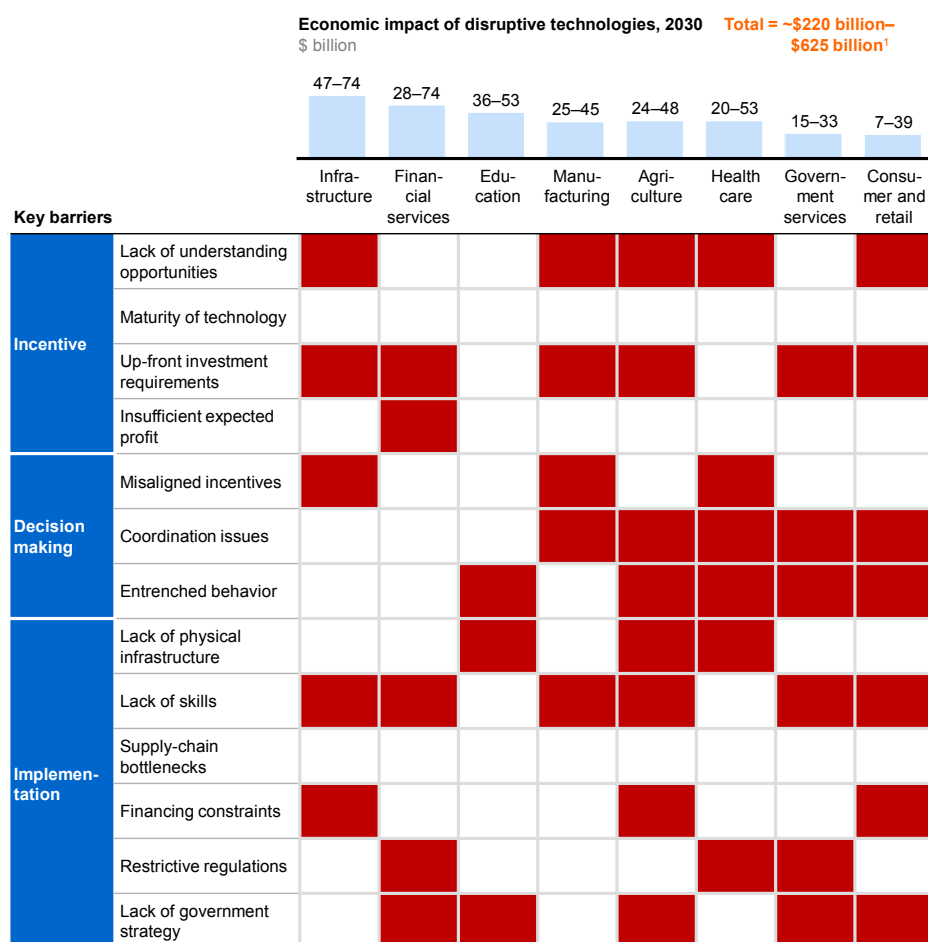 Economic impact of disruptive technologies, 2030
$ billion
Total = ~$220 billion–
$625 billion¹
47–74
28–74
36–53
25–45
24–48
20–53
15–33
7–39
Infra-
structure
Finan-
cial
services
Edu-
cation
Manu-
facturing
Agri-
culture
Health
care
Govern-
ment
services
Consu-
mer and
retail
Key barriers
Incentive
Lack of understanding
opportunities
Maturity of technology
Up-front investment
requirements
Insufficient expected
profit
Decision
making
Misaligned incentives
Coordination issues
Entrenched behavior
Implemen-
tation
Lack of physical
infrastructure
Lack of skills
Supply-chain
bottlenecks
Financing constraints
Restrictive regulations
Lack of government
strategy